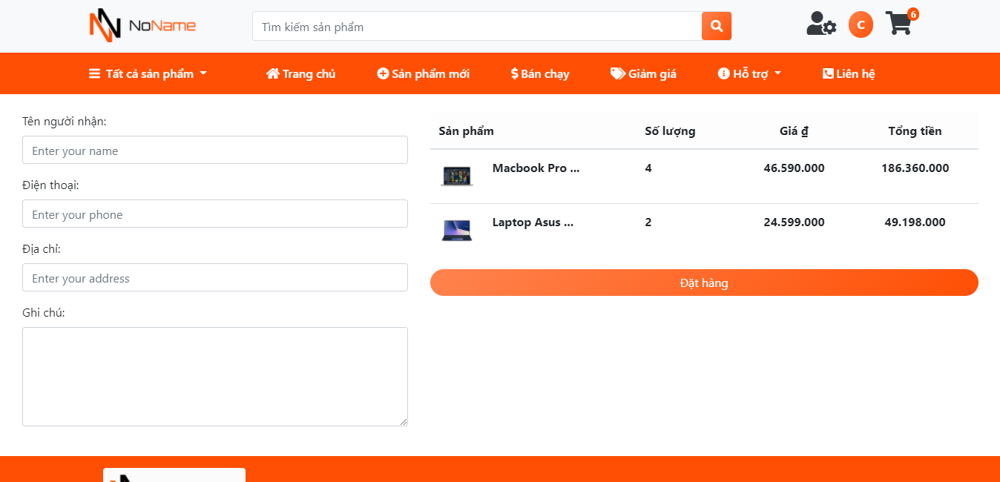 NoName
Tìm kiếm sản phẩm
C
6
Tất cả sản phẩm
Trang chủ
Sản phẩm mới
Bán chạy
Giảm giá
Hỗ trợ
Liên hệ
Tên người nhận:
Enter your name
Điện thoại:
Enter your phone
Địa chỉ:
Enter your address
Ghi chú:
Sản phẩm Số lượng Giá ₫ Tổng tiền
Macbook Pro ... 4 46.590.000 186.360.000
Laptop Asus ... 2 24.599.000 49.198.000
Đặt hàng